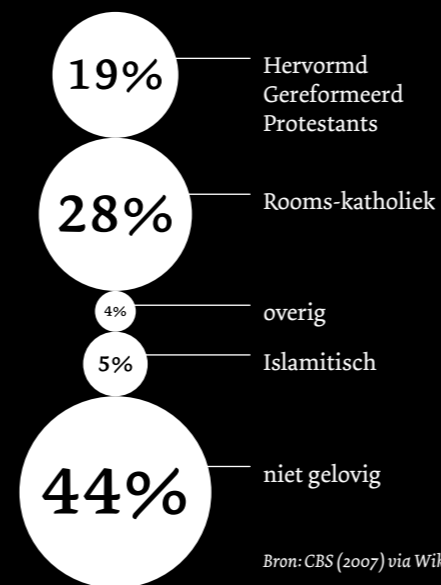 19%
Hervormd
Gereformeerd
Protestants
28%
Rooms-katholiek
4%
overig
5%
Islamitisch
44%
niet gelovig
Bron: CBS (2007) via